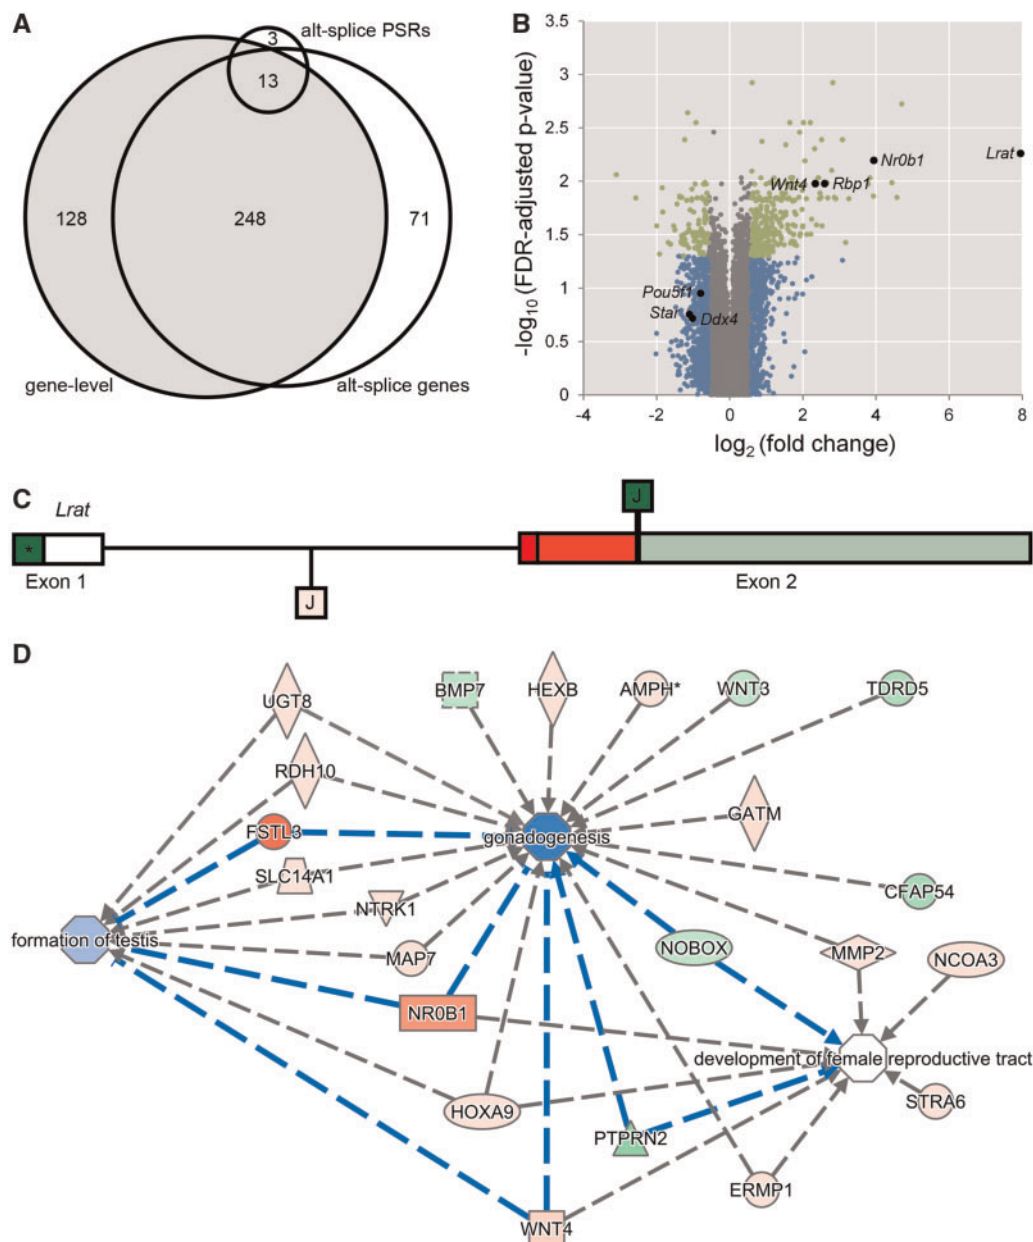 A
3
alt-splice PSRs
13
128
248
71
gene-level
alt-splice genes
B
3.5
3
2.5
2
1.5
1
0.5
0
-log10 (FDR-adjusted p-value)
Nr0b1
Lrat
Wnt4
Rbp1
Pou5f1
Star
Ddx4
-4
-2
0
2
4
6
8
log2 (fold change)
C
Lrat
*
Exon 1
J
J
Exon 2
D
UGT8
BMP7
HEXB
AMPH*
WNT3
TDRD5
RDH10
GATM
FSTL3
gonadogenesis
SLC14A1
CFAP54
NTRK1
formation of testis
MAP7
NOBOX
MMP2
NCOA3
NR0B1
development of female reproductive tract
HOXA9
STRA6
PTPRN2
ERMP1
WNT4